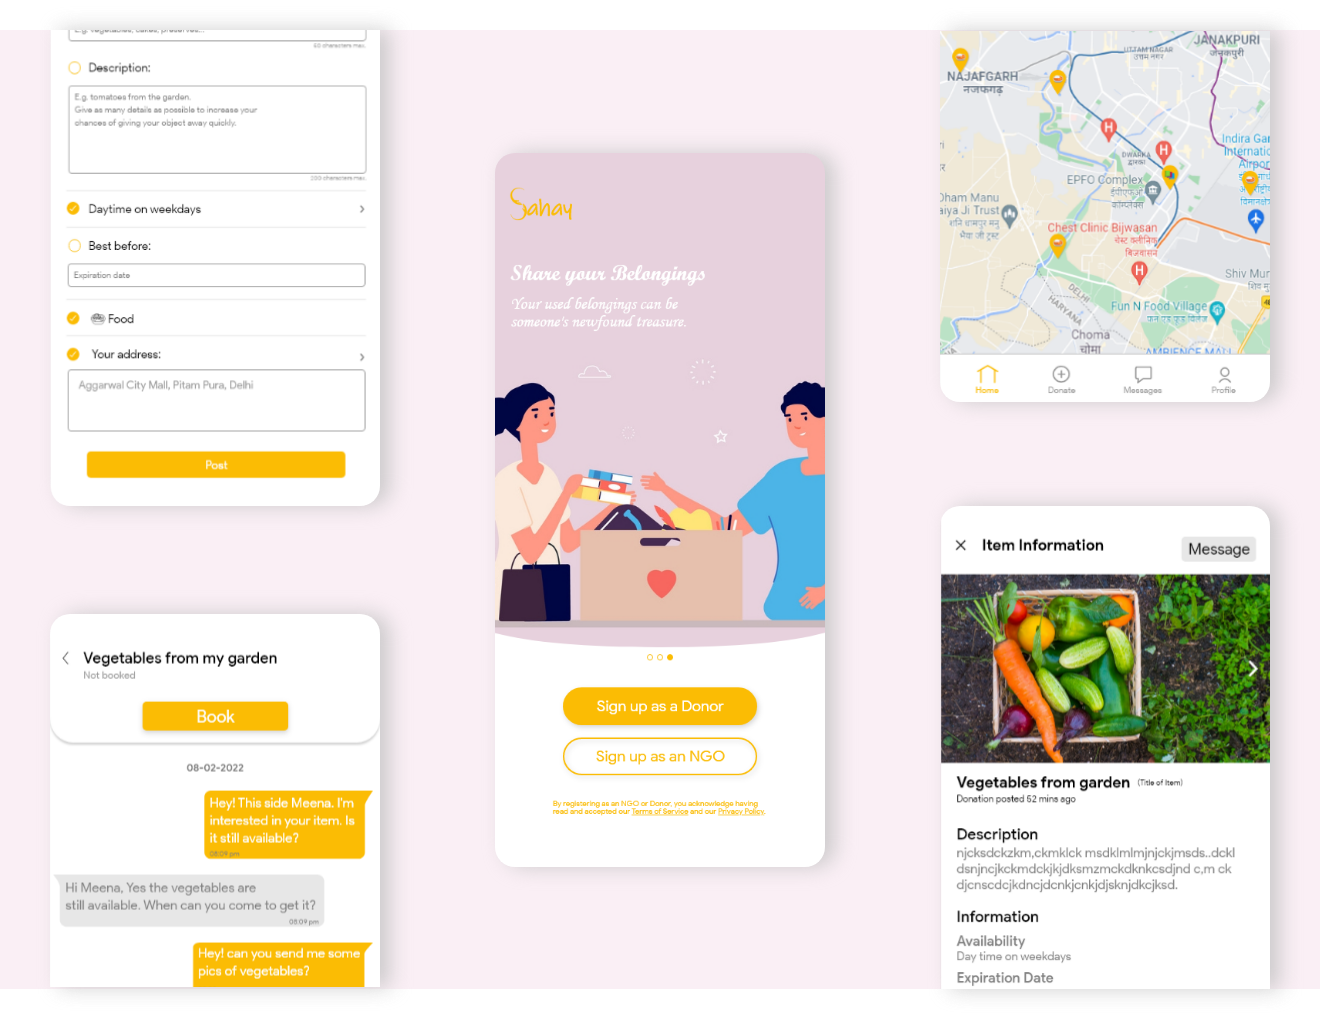 E.g. vegetables, cakes, preserves...
50 characters max.
Description:
E.g. tomatoes from the garden.
Give as many details as possible to increase your
chances of giving your object away quickly.
200 characters max.
Daytime on weekdays
Best before:
Expiration date
Food
Your address:
Aggarwal City Mall, Pitam Pura, Delhi
Post
Vegetables from my garden
Not booked
Book
08-02-2022
Hey! This side Meena. I'm
interested in your item. Is
it still available?
08:09 pm
Hi Meena, Yes the vegetables are
still available. When can you come to get it?
08:09 pm
Hey! can you send me some
pics of vegetables?
Sahay
Share your Belongings
Your used belongings can be
someone's newfound treasure.
Sign up as a Donor
Sign up as an NGO
By registering as an NGO or Donor, you acknowledge having
read and accepted our Terms of Service and our Privacy Policy.
JANAKPURI
जनकपुरी
UTTAM NAGAR
उत्तम नगर
NAJAFGARH
नजफगढ़
Indira Gan
Internatio
Airpor
DWARKA
द्वारका
EPFO Complex
ईपीएफओ
काम्प्लेक्स
Dham Manu
aiya Ji Trust
Chest Clinic Bijwasan
चेस्ट क्लीनिक
बिजवासन
Shiv Mur
शिव मू
DELHI
HARYANA
Fun N Food Village
फन एन फूड विलेज
Choma
चोमा
AMBIENCE MALL
Home
Donate
Messages
Profile
Item Information
Message
Vegetables from garden (Title of Item)
Donation posted 52 mins ago
Description
njcksdckzkm,ckmklck msdklmlmjnjckjmsds..dckl
dsnjncjkckmdckjkjdksmzmckdknkcsdjnd c,m ck
djcnscdcjkdncjdcnkjcnkjdjsknjdkcjksd.
Information
Availability
Day time on weekdays
Expiration Date